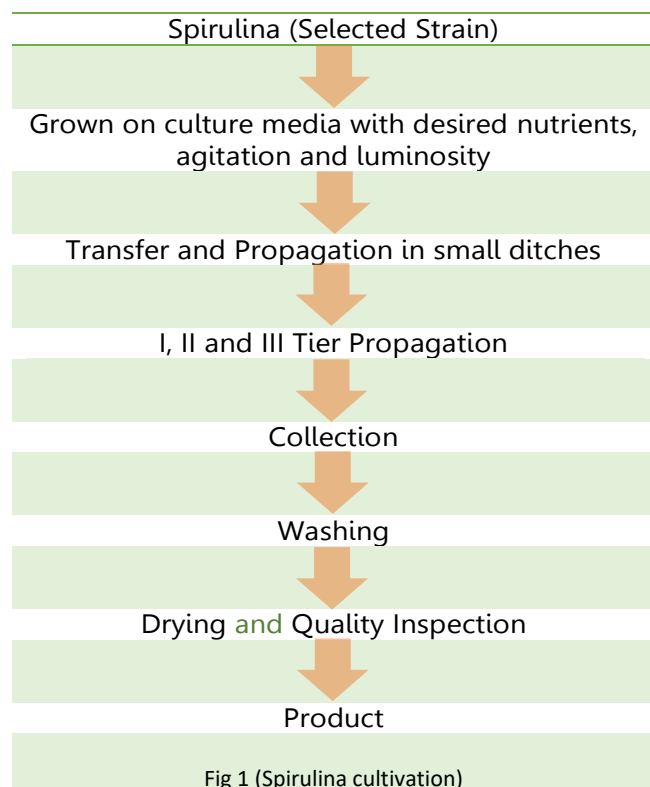 Spirulina (Selected Strain)
Grown on culture media with desired nutrients,
agitation and luminosity
Transfer and Propagation in small ditches
I, II and III Tier Propagation
Collection
Washing
Drying and Quality Inspection
Product
Fig 1 (Spirulina cultivation)